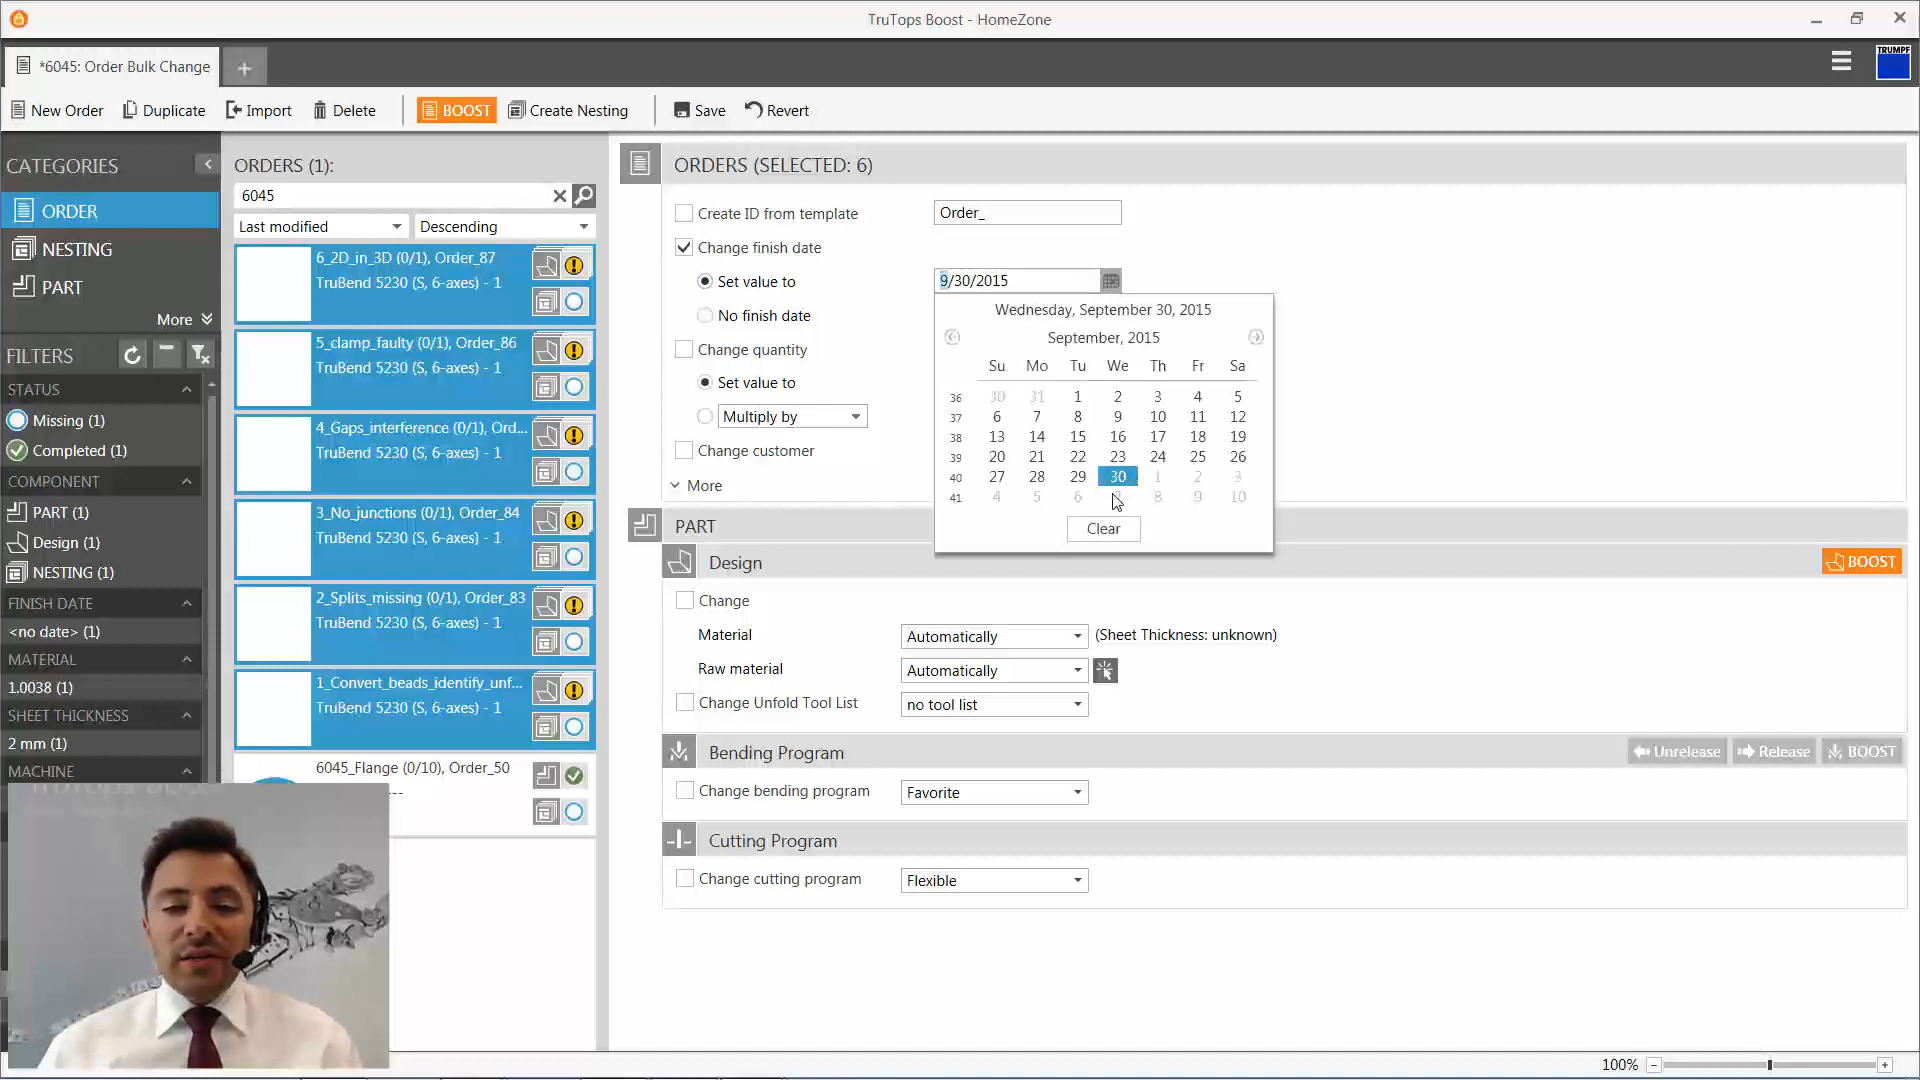 TruTops Boost - HomeZone
*6045: Order Bulk Change
TRUMPF
New Order
Duplicate
Import
Delete
BOOST
Create Nesting
Save
Revert
CATEGORIES
ORDER
NESTING
PART
More
FILTERS
STATUS
Missing (1)
Completed (1)
COMPONENT
PART (1)
Design (1)
NESTING (1)
FINISH DATE
<no date> (1)
MATERIAL
1.0038 (1)
SHEET THICKNESS
2 mm (1)
MACHINE
ORDERS (1):
6045
Last modified
Descending
6_2D_in_3D (0/1), Order_87
TruBend 5230 (S, 6-axes) - 1
5_clamp_faulty (0/1), Order_86
TruBend 5230 (S, 6-axes) - 1
4_Gaps_interference (0/1), Ord...
TruBend 5230 (S, 6-axes) - 1
3_No_junctions (0/1), Order_84
TruBend 5230 (S, 6-axes) - 1
2_Splits_missing (0/1), Order_83
TruBend 5230 (S, 6-axes) - 1
1_Convert_beads_identify_unf...
TruBend 5230 (S, 6-axes) - 1
6045_Flange (0/10), Order_50
--
ORDERS (SELECTED: 6)
Create ID from template
Order_
Change finish date
Set value to
9/30/2015
No finish date
Change quantity
Set value to
Multiply by
Change customer
More
Wednesday, September 30, 2015
September, 2015
Su Mo Tu We Th Fr Sa
36 30 31 1 2 3 4 5
37 6 7 8 9 10 11 12
38 13 14 15 16 17 18 19
39 20 21 22 23 24 25 26
40 27 28 29 30 1 2 3
41 4 5 6 7 8 9 10
Clear
PART
Design
BOOST
Change
Material
Automatically
(Sheet Thickness: unknown)
Raw material
Automatically
Change Unfold Tool List
no tool list
Bending Program
Unrelease
Release
BOOST
Change bending program
Favorite
Cutting Program
Change cutting program
Flexible
100%